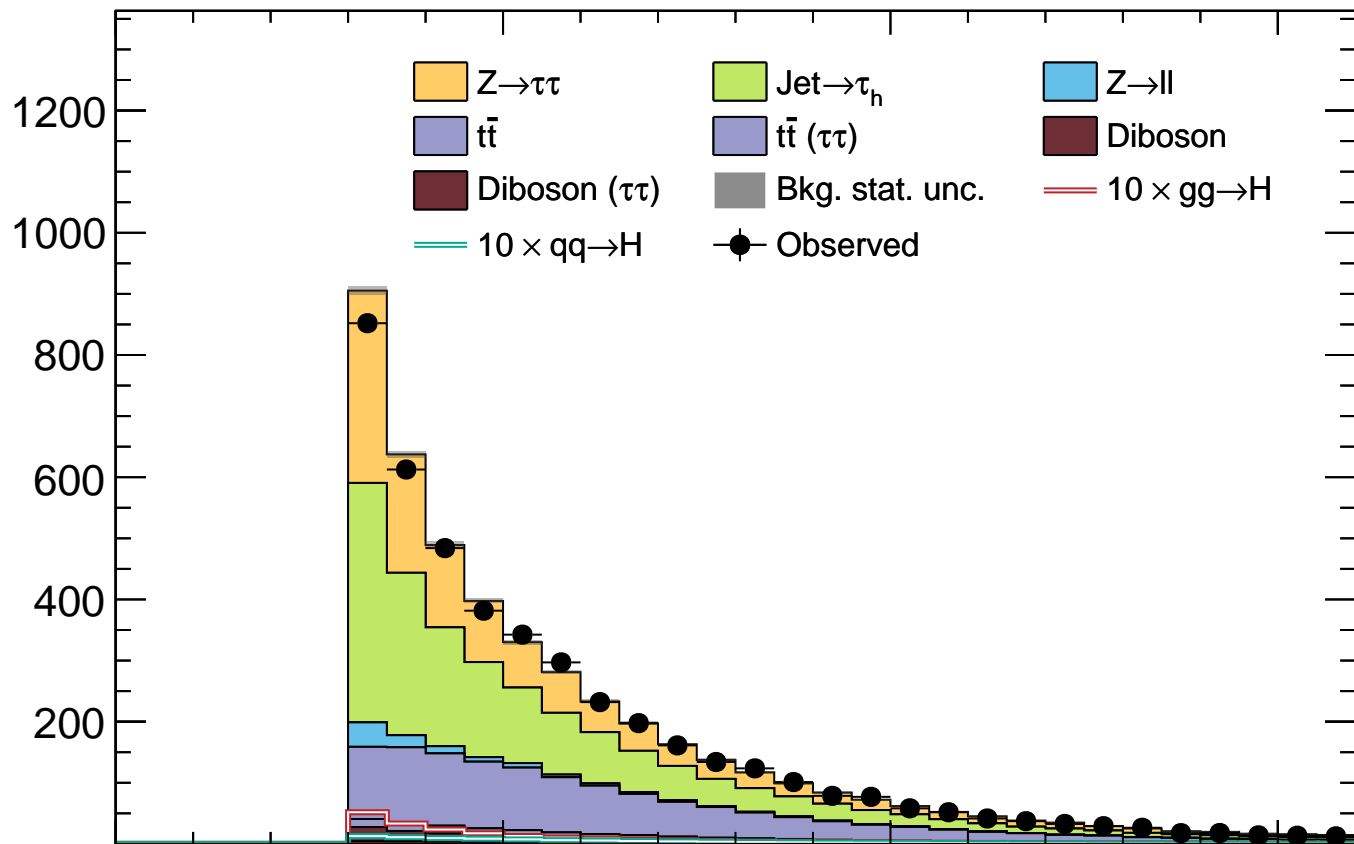 1200
1000
800
600
400
200
Z→ττ Jet→τh Z→ll
tt̄ tt̄ (ττ) Diboson
Diboson (ττ) Bkg. stat. unc. 10 × gg→H
10 × qq→H Observed